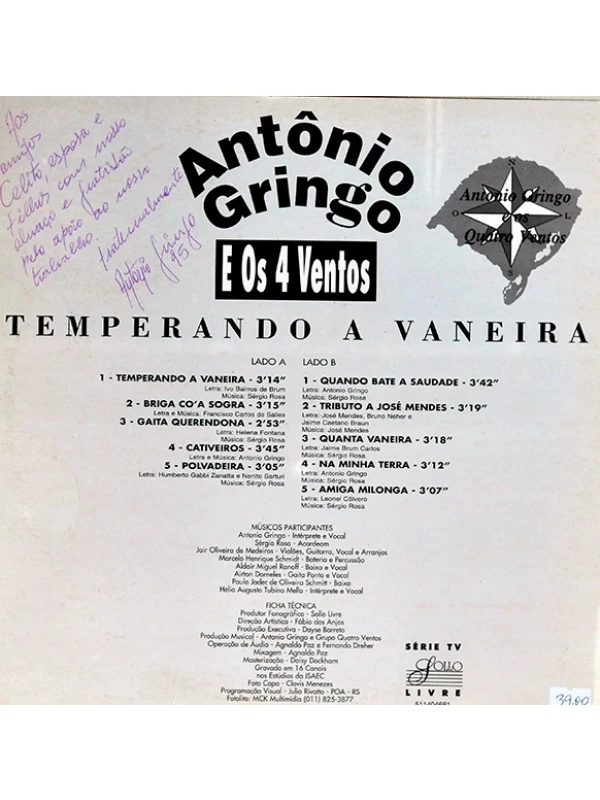 Aos
amigos
Celito, esposa e
Filhos com nosso
abraço e gratidão
pelo apoio ao nosso
trabalho.
Fraternalmente
Antônio Gringo
95
Antônio
Gringo
E Os 4 Ventos
N
O L
S
Antonio Gringo
e os
Quatro Ventos
TEMPERANDO A VANEIRA
LADO A
1 - TEMPERANDO A VANEIRA - 3'14"
Letra: Ivo Bairros de Brum
Música: Sérgio Rosa
2 - BRIGA CO'A SOGRA - 3'15"
Letra e Música: Francisco Carlos de Salles
3 - GAITA QUERENDONA - 2'53"
Letra: Helena Fontana
Música: Sérgio Rosa
4 - CATIVEIROS - 3'45"
Letra e Música: Antonio Gringo
5 - POLVADEIRA - 3'05"
Letra: Humberto Gabbi Zanatta e Nenito Sarturi
Música: Sérgio Rosa
LADO B
1 - QUANDO BATE A SAUDADE - 3'42"
Letra: Antonio Gringo
Música: Sérgio Rosa
2 - TRIBUTO A JOSÉ MENDES - 3'19"
Letra: José Mendes, Bruno Neher e
Jaime Caetano Braun
Música: José Mendes
3 - QUANTA VANEIRA - 3'18"
Letra: Jaime Brum Carlos
Música: Sérgio Rosa
4 - NA MINHA TERRA - 3'12"
Letra: Antonio Gringo
Música: Sérgio Rosa
5 - AMIGA MILONGA - 3'07"
Letra: Leonel Côlvero
Música: Sérgio Rosa
MÚSICOS PARTICIPANTES
Antonio Gringo - Intérprete e Vocal
Sérgio Rosa - Acordeom
Jair Oliveira de Medeiros - Violões, Guitarra, Vocal e Arranjos
Marcelo Henrique Schmidt - Bateria e Percussão
Aldair Miguel Ranoff - Baixo e Vocal
Airton Dorneles - Gaita Ponto e Vocal
Paulo Jader de Oliveira Schmitt - Baixo
Helio Augusto Tubino Mello - Intérprete e Vocal
FICHA TÉCNICA
Produtor Fonográfico - Sollo Livre
Direção Artística - Fábio dos Anjos
Produção Executiva - Dayse Barreto
Produção Musical - Antonio Gringo e Grupo Quatro Ventos
Operação de Áudio - Agnaldo Paz e Fernando Dreher
Mixagem - Agnaldo Paz
Masterização - Daisy Dockhorn
Gravado em 16 Canais
nos Estúdios da ISAEC
Foto Capa - Clovis Menezes
Programação Visual - Julio Rivatto - POA - RS
Fotolito: MCK Multimídia (011) 825-3877
SÉRIE TV
Sollo
LIVRE
511404681
39,00